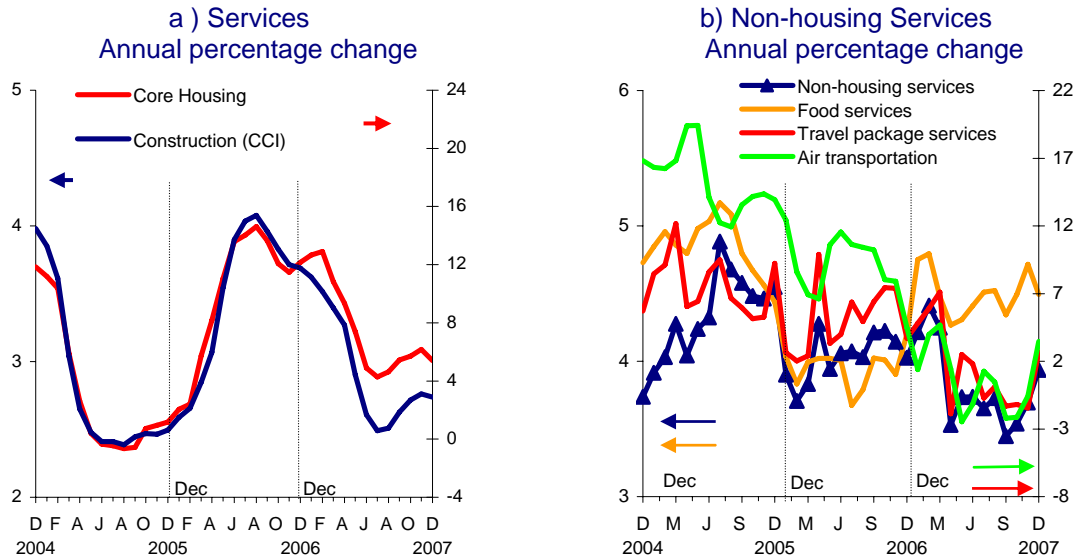 a ) Services
Annual percentage change
5
4
3
2
24
20
16
12
8
4
0
-4
Core Housing
Construction (CCI)
Dec
Dec
D F A J A O D F A J A O D F A J A O D
2004 2005 2006 2007
b) Non-housing Services
Annual percentage change
6
5
4
3
22
17
12
7
2
-3
-8
Non-housing services
Food services
Travel package services
Air transportation
Dec
Dec
Dec
D M J S D M J S D M J S D
2004 2005 2006 2007